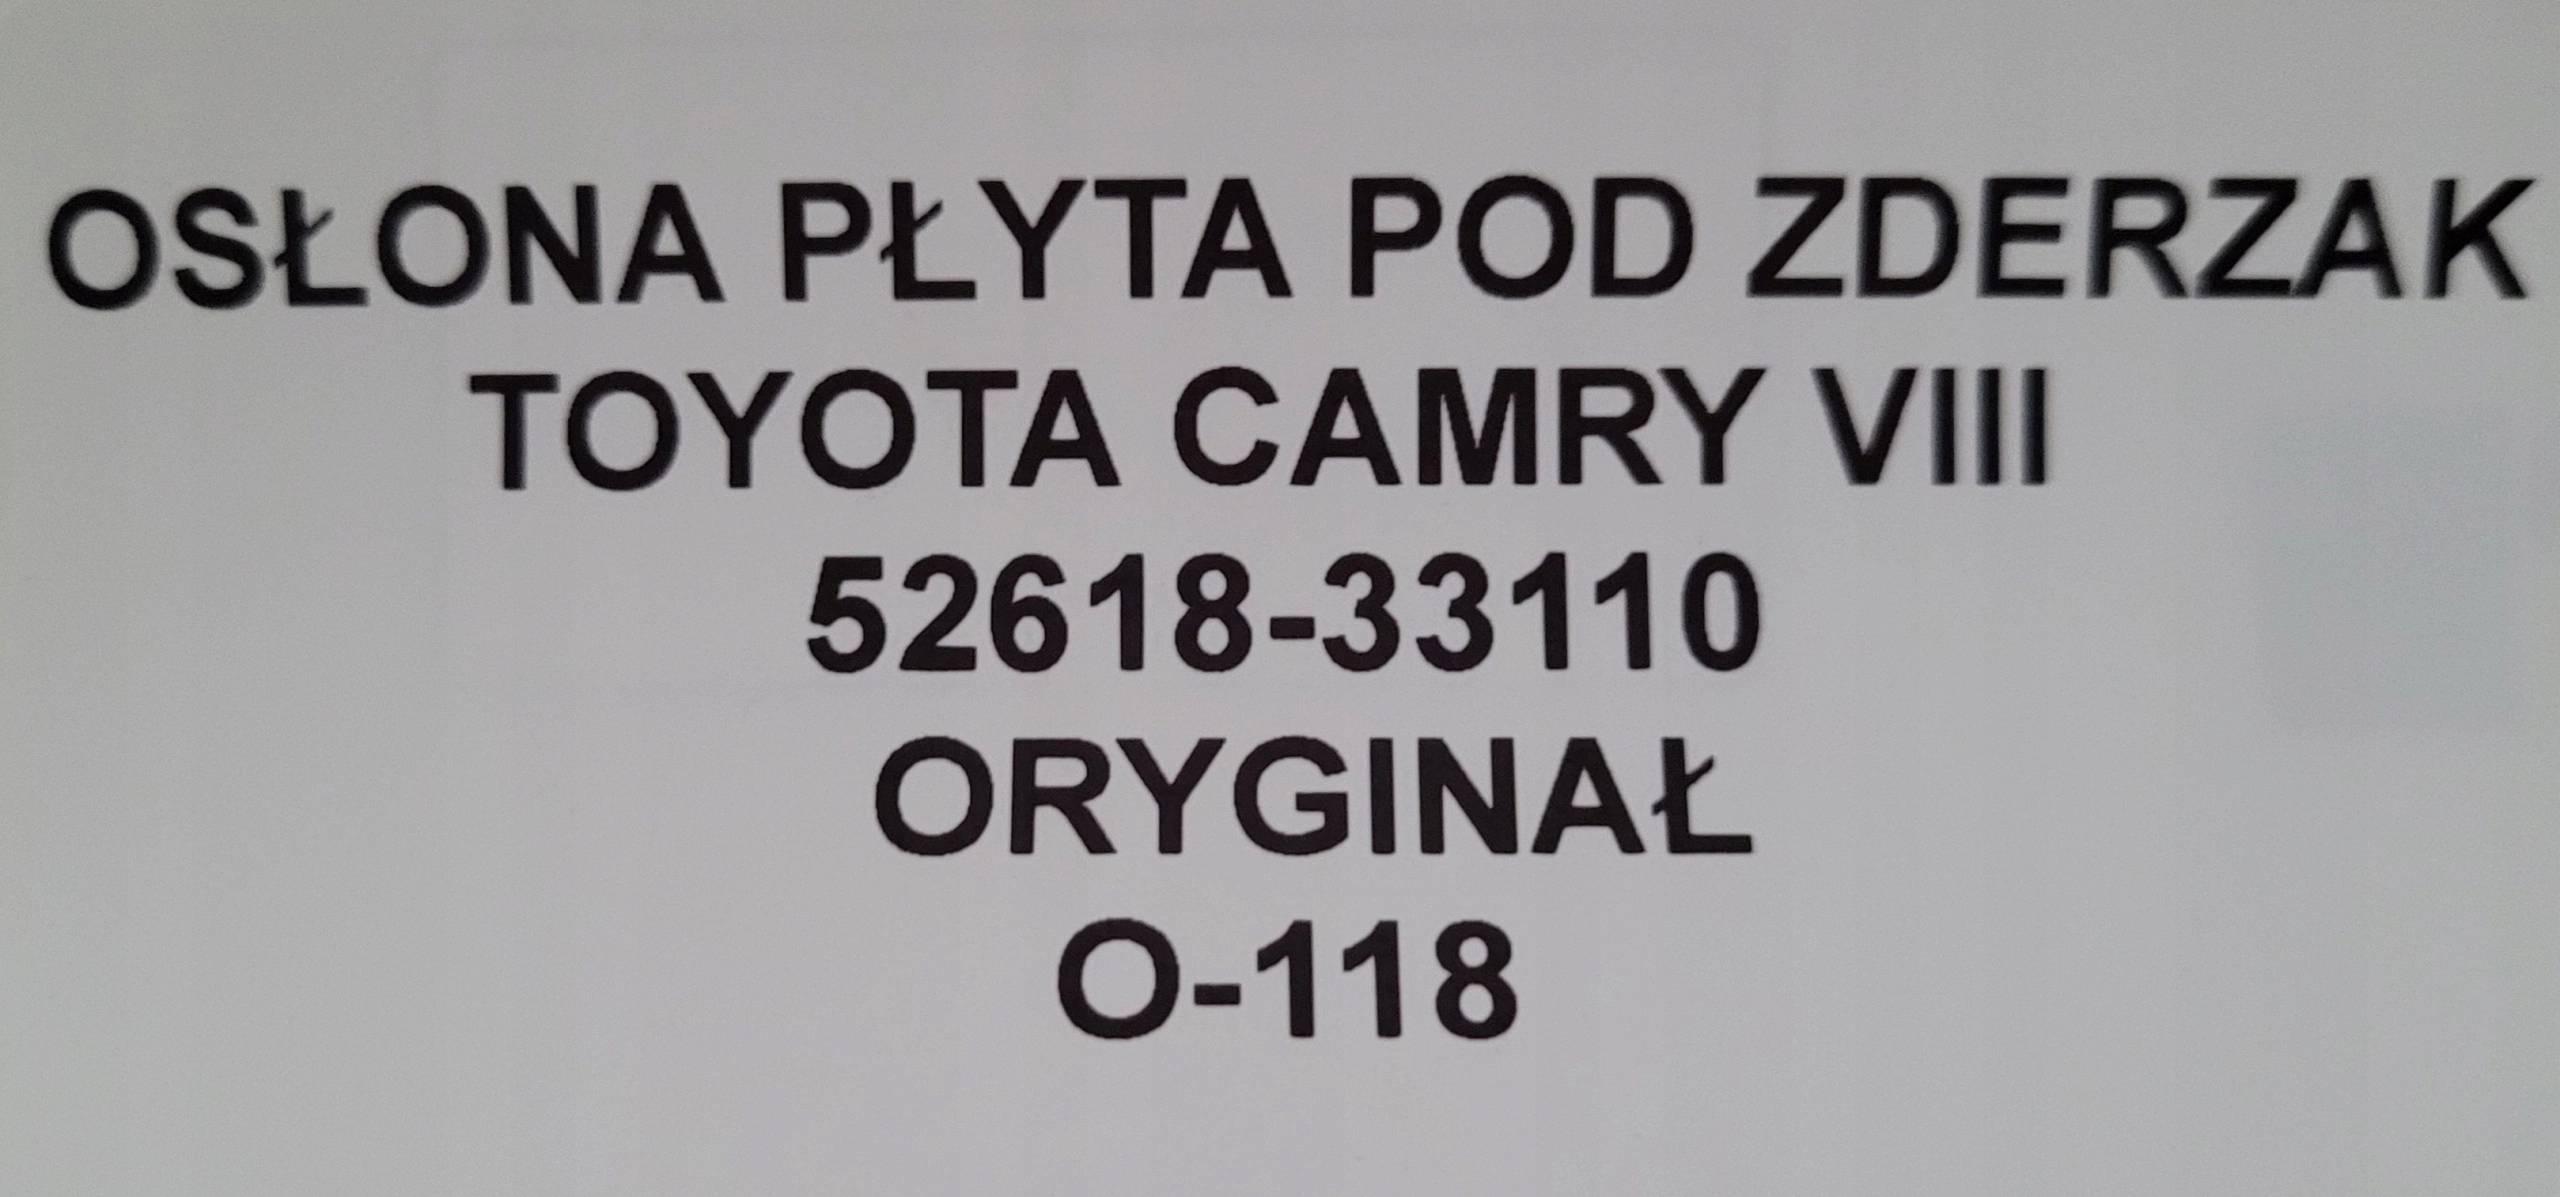 OSŁONA PŁYTA POD ZDERZAK
TOYOTA CAMRY VIII
52618-33110
ORYGINAŁ
O-118